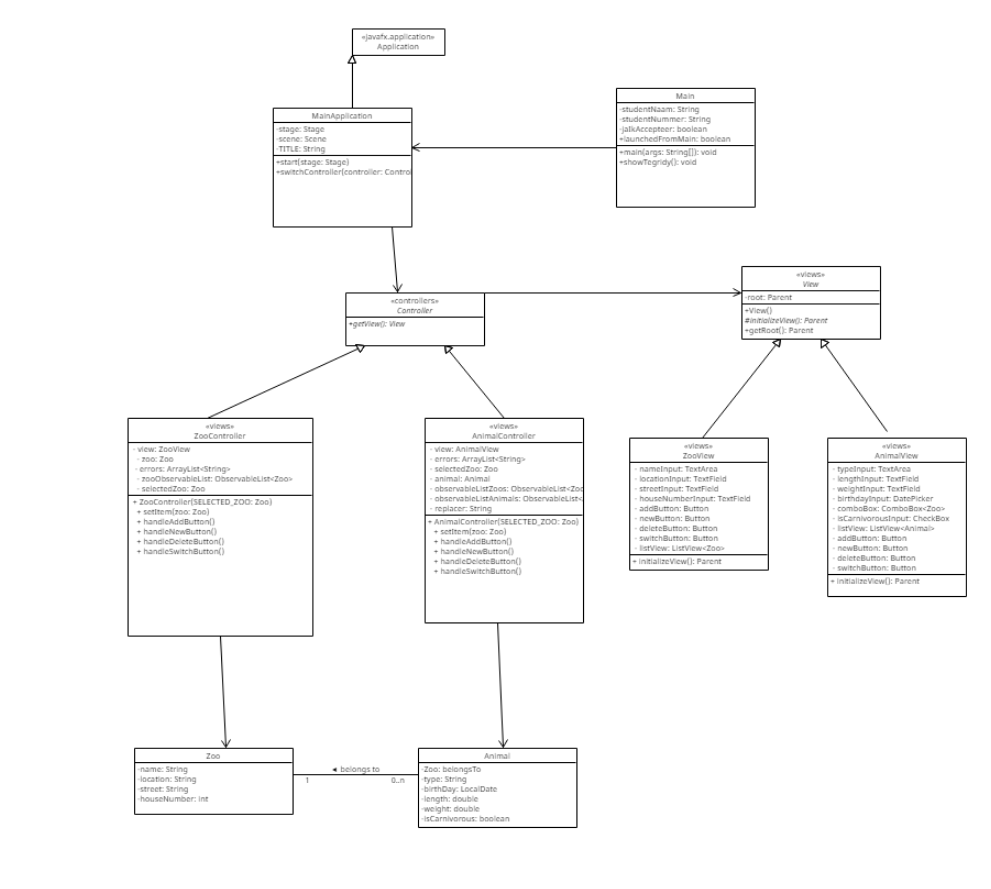 «javafx.application»
Application
MainApplication
-stage: Stage
-scene: Scene
-TITLE: String
+start(stage: Stage)
+switchController(controller: Contro
Main
-studentNaam: String
-studentNummer: String
-jaIkAccepteer: boolean
+launchedFromMain: boolean
+main(args: String[]): void
+showTegridy(): void
«controllers»
Controller
+getView(): View
«views»
View
-root: Parent
+View()
#initializeView(): Parent
+getRoot(): Parent
«views»
ZooController
- view: ZooView
- zoo: Zoo
- errors: ArrayList<String>
- zooObservableList: ObservableList<Zoo>
- selectedZoo: Zoo
+ ZooController(SELECTED_ZOO: Zoo)
+ setItem(zoo: Zoo)
+ handleAddButton()
+ handleNewButton()
+ handleDeleteButton()
+ handleSwitchButton()
«views»
AnimalController
- view: AnimalView
- errors: ArrayList<String>
- selectedZoo: Zoo
- animal: Animal
- observableListZoos: ObservableList<Zoo
- observableListAnimals: ObservableList<
- replacer: String
+ AnimalController(SELECTED_ZOO: Zoo)
+ setItem(zoo: Zoo)
+ handleAddButton()
+ handleNewButton()
+ handleDeleteButton()
+ handleSwitchButton()
«views»
ZooView
- nameInput: TextArea
- locationInput: TextField
- streetInput: TextField
- houseNumberInput: TextField
- addButton: Button
- newButton: Button
- deleteButton: Button
- switchButton: Button
- listView: ListView<Zoo>
+ initializeView(): Parent
«views»
AnimalView
- typeInput: TextArea
- lengthInput: TextField
- weightInput: TextField
- birthdayInput: DatePicker
- comboBox: ComboBox<Zoo>
- isCarnivorousInput: CheckBox
- listView: ListView<Animal>
- addButton: Button
- newButton: Button
- deleteButton: Button
- switchButton: Button
+ initializeView(): Parent
Zoo
-name: String
-location: String
-street: String
-houseNumber: int
◄ belongs to
1 0..n
Animal
-Zoo: belongsTo
-type: String
-birthDay: LocalDate
-length: double
-weight: double
-isCarnivorous: boolean